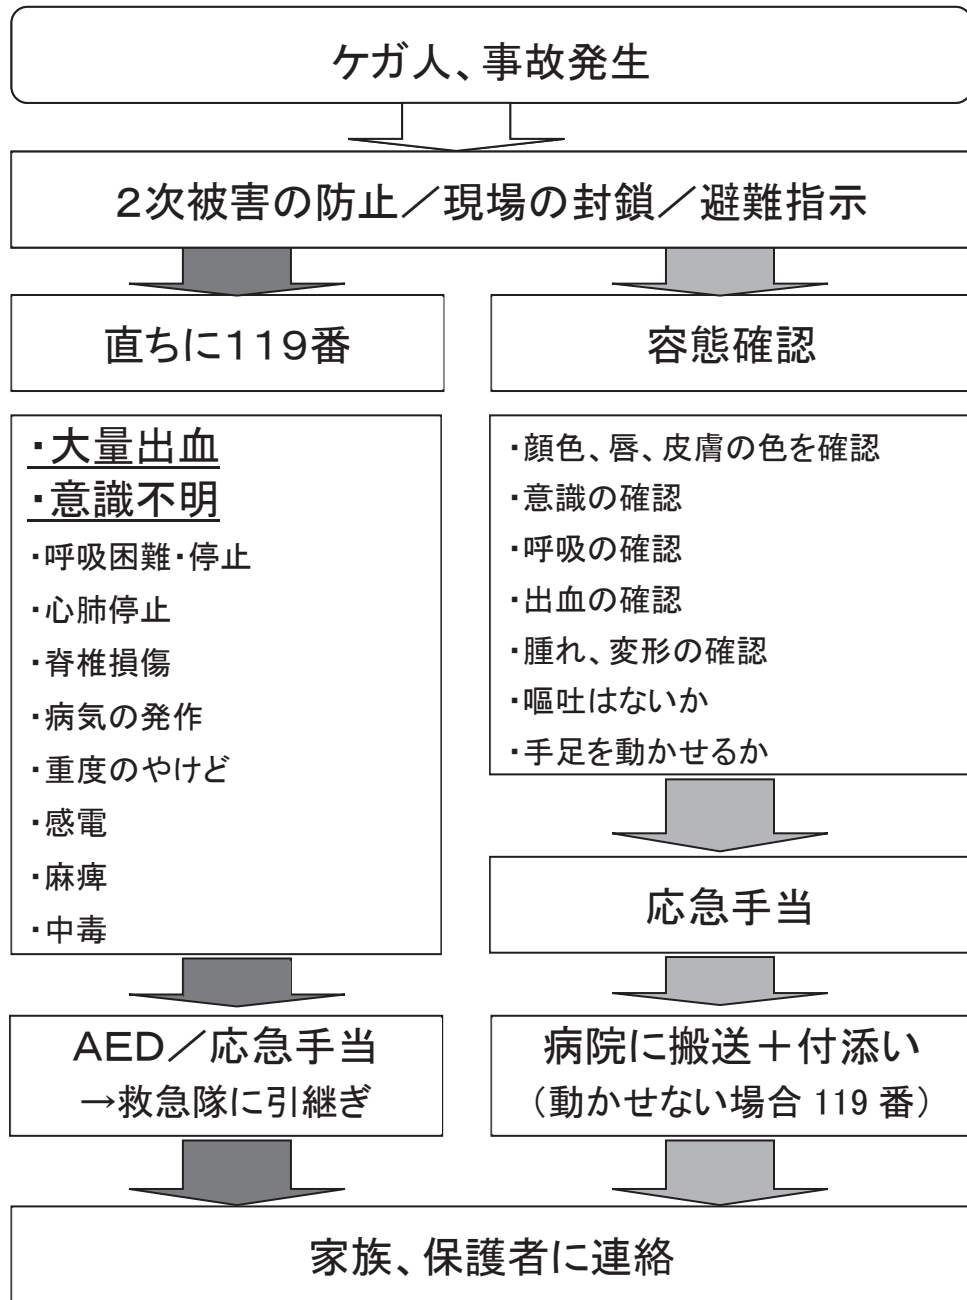 ケガ人、事故発生
２次被害の防止／現場の封鎖／避難指示
直ちに１１９番
・大量出血
・意識不明
・呼吸困難・停止
・心肺停止
・脊椎損傷
・病気の発作
・重度のやけど
・感電
・麻痺
・中毒
AED／応急手当
→救急隊に引継ぎ
容態確認
・顔色、唇、皮膚の色を確認
・意識の確認
・呼吸の確認
・出血の確認
・腫れ、変形の確認
・嘔吐はないか
・手足を動かせるか
応急手当
病院に搬送＋付添い
（動かせない場合 119 番）
家族、保護者に連絡